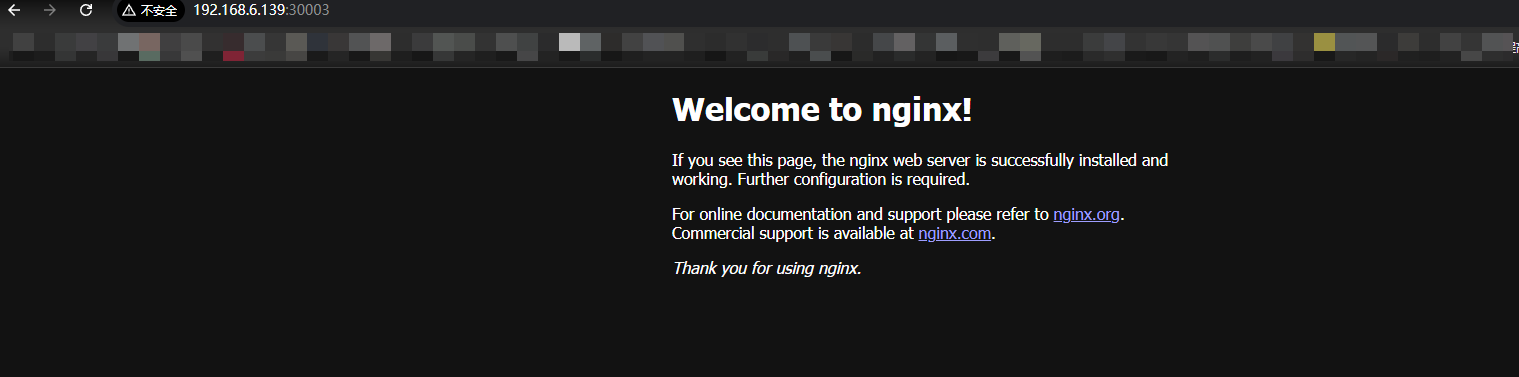 不安全 192.168.6.139:30003
Welcome to nginx!
If you see this page, the nginx web server is successfully installed and
working. Further configuration is required.
For online documentation and support please refer to nginx.org.
Commercial support is available at nginx.com.
Thank you for using nginx.